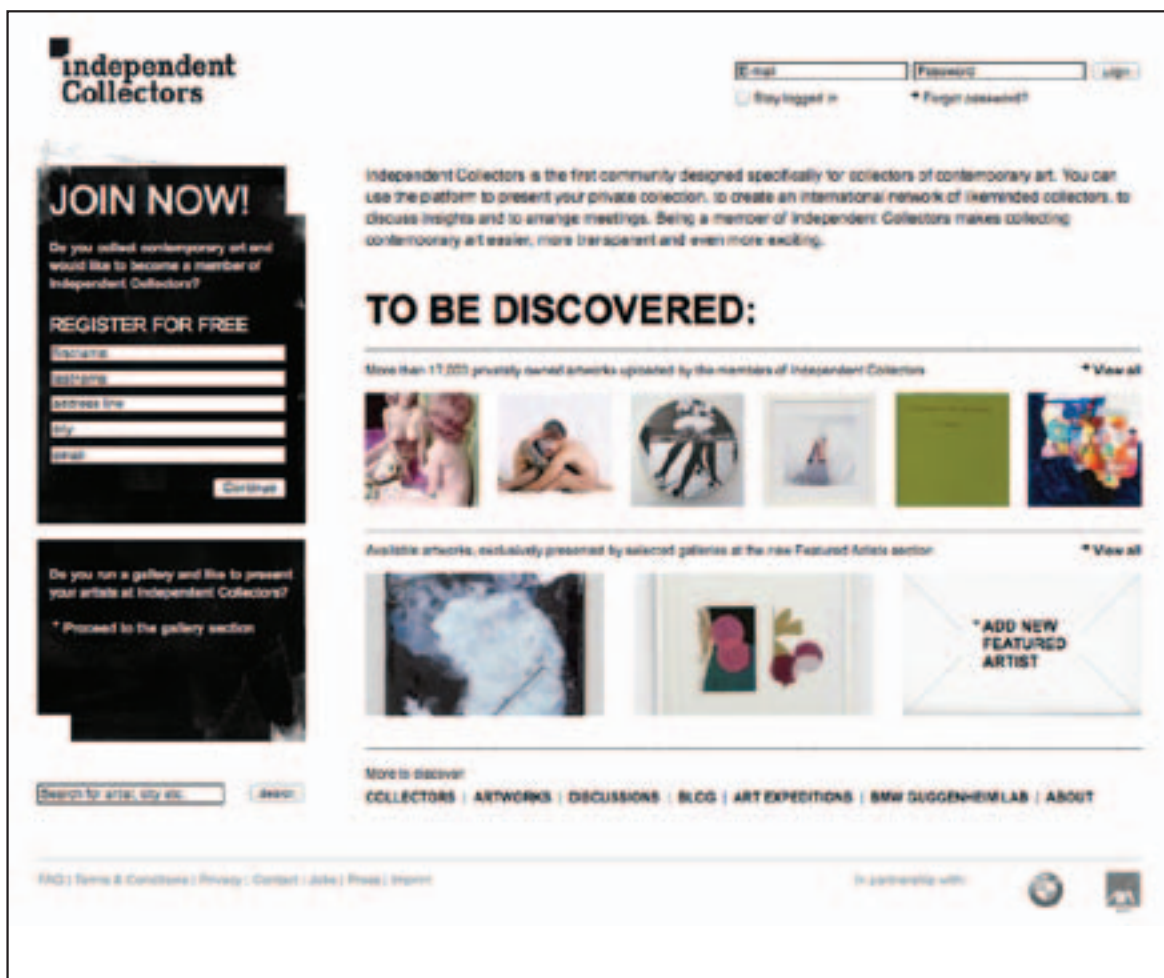 independent
Collectors
E-mail Password Login
Stay logged in Forgot password?
JOIN NOW!
Do you collect contemporary art and
would like to become a member of
Independent Collectors?
REGISTER FOR FREE
firstname
lastname
address line
city
email
Continue
Do you run a gallery and like to present
your artists at Independent Collectors?
Proceed to the gallery section
Search for artist, city etc. search
Independent Collectors is the first community designed specifically for collectors of contemporary art. You can
use the platform to present your private collection, to create an international network of likeminded collectors, to
discuss insights and to arrange meetings. Being a member of Independent Collectors makes collecting
contemporary art easier, more transparent and even more exciting.
TO BE DISCOVERED:
More than 17,000 privately owned artworks uploaded by the members of Independent Collectors View all
Available artworks, exclusively presented by selected galleries at the new Featured Artists section View all
ADD NEW
FEATURED
ARTIST
More to discover
COLLECTORS | ARTWORKS | DISCUSSIONS | BLOG | ART EXPEDITIONS | BMW GUGGENHEIM LAB | ABOUT
FAQ | Terms & Conditions | Privacy | Contact | Jobs | Press | Imprint In partnership with: